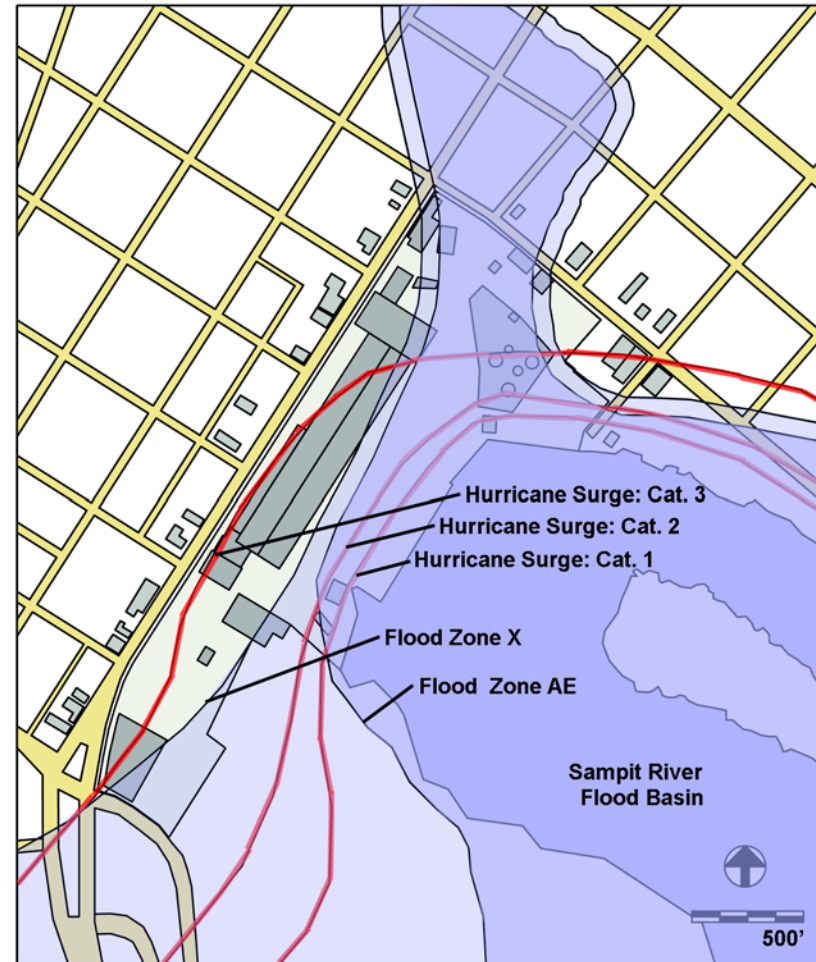 Hurricane Surge: Cat. 3
Hurricane Surge: Cat. 2
Hurricane Surge: Cat. 1
Flood Zone X
Flood Zone AE
Sampit River
Flood Basin
500'